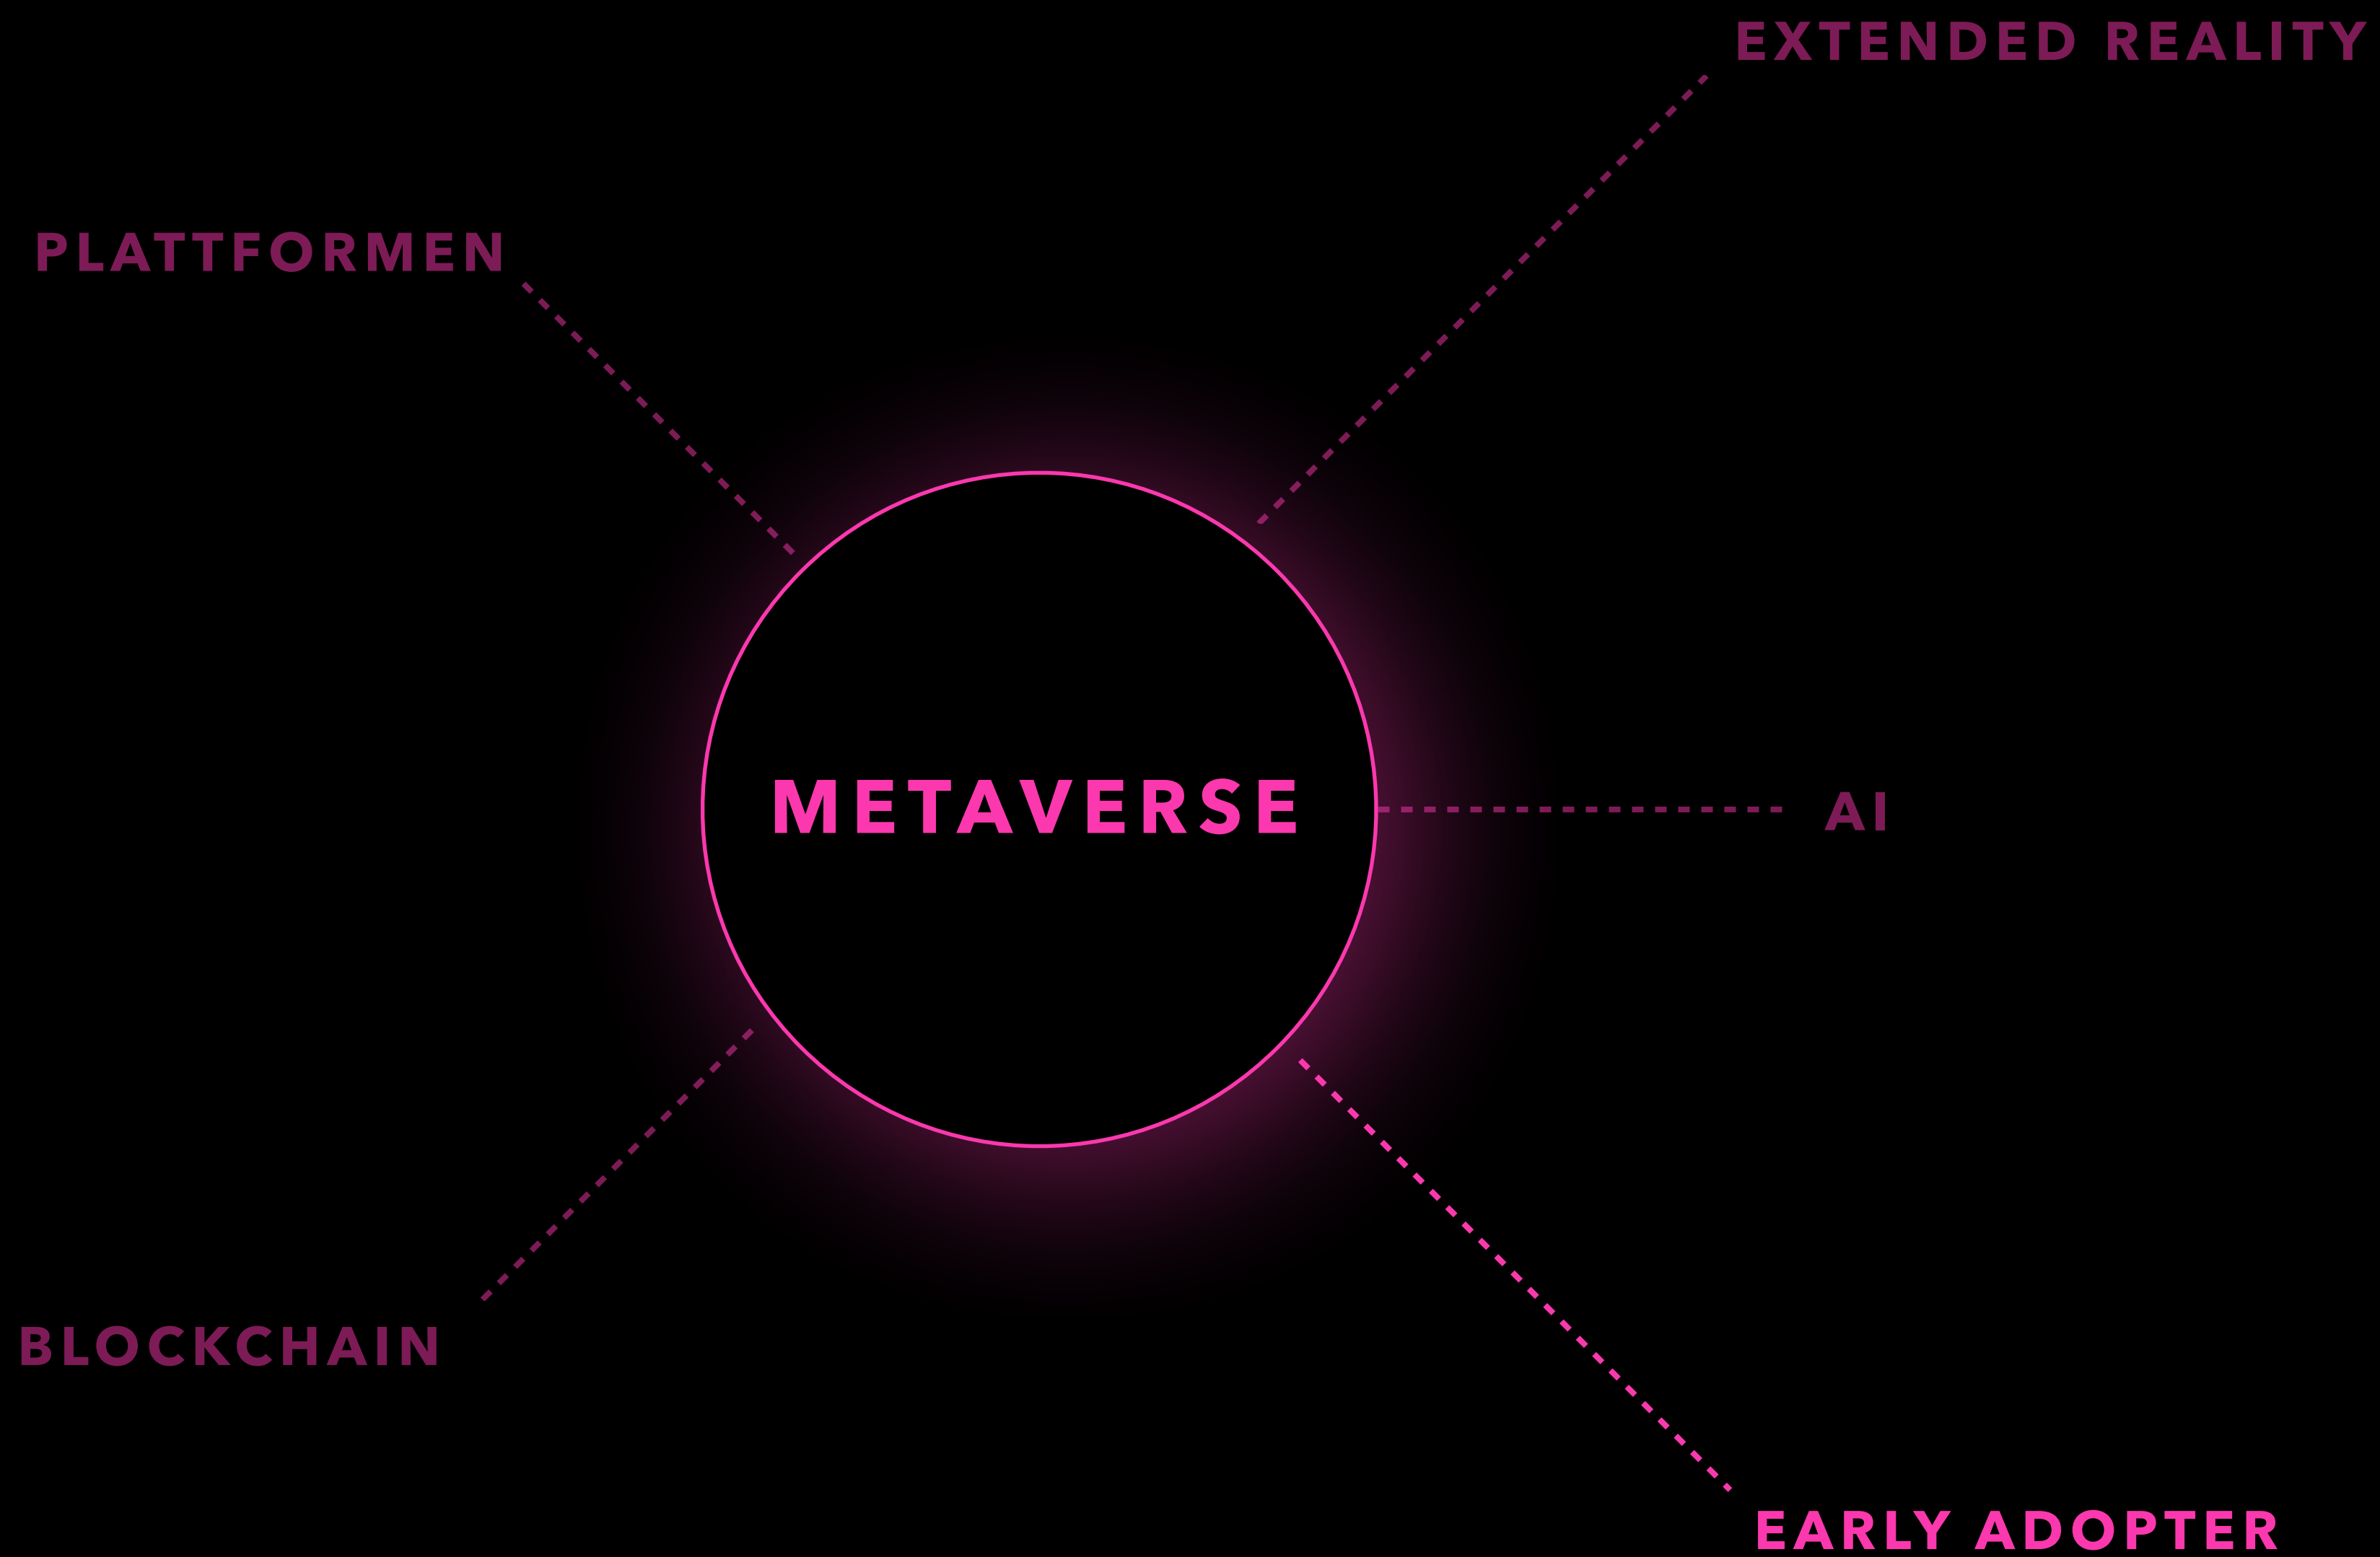 EXTENDED REALITY
PLATTFORMEN
METAVERSE
AI
BLOCKCHAIN
EARLY ADOPTER